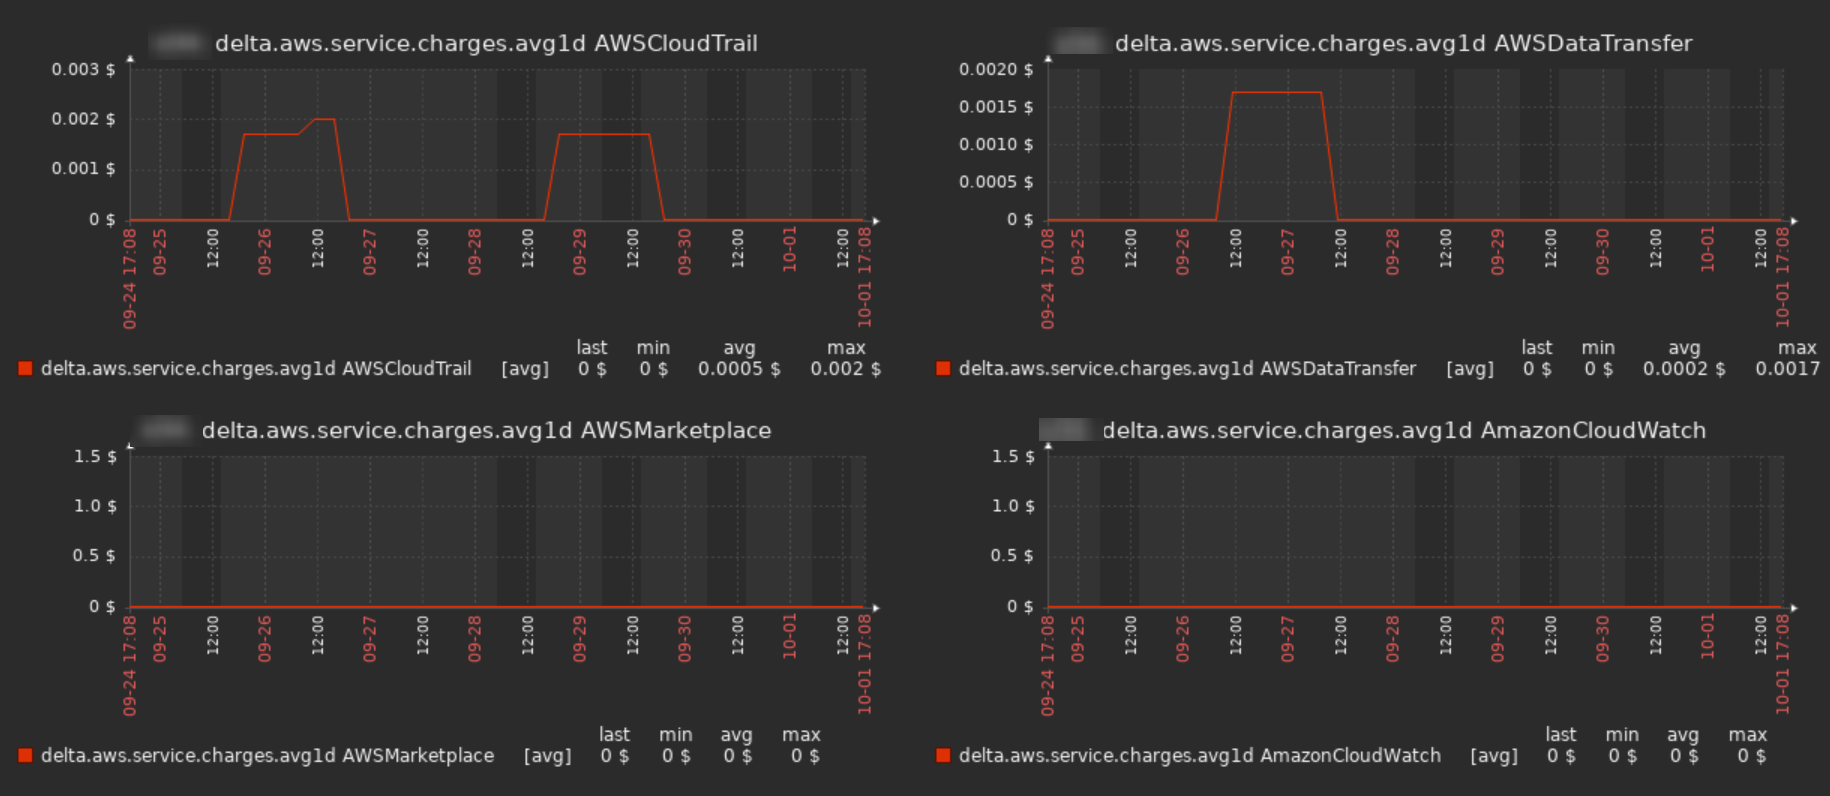 delta.aws.service.charges.avg1d AWSCloudTrail
0.003 $
0.002 $
0.001 $
0 $
09-24 17:08 09-25 12:00 09-26 12:00 09-27 12:00 09-28 12:00 09-29 12:00 09-30 12:00 10-01 12:00 10-01 17:08
last min avg max
delta.aws.service.charges.avg1d AWSCloudTrail [avg] 0 $ 0 $ 0.0005 $ 0.002 $
delta.aws.service.charges.avg1d AWSDataTransfer
0.0020 $
0.0015 $
0.0010 $
0.0005 $
0 $
09-24 17:08 09-25 12:00 09-26 12:00 09-27 12:00 09-28 12:00 09-29 12:00 09-30 12:00 10-01 12:00 10-01 17:08
last min avg max
delta.aws.service.charges.avg1d AWSDataTransfer [avg] 0 $ 0 $ 0.0002 $ 0.0017
delta.aws.service.charges.avg1d AWSMarketplace
1.5 $
1.0 $
0.5 $
0 $
09-24 17:08 09-25 12:00 09-26 12:00 09-27 12:00 09-28 12:00 09-29 12:00 09-30 12:00 10-01 12:00 10-01 17:08
last min avg max
delta.aws.service.charges.avg1d AWSMarketplace [avg] 0 $ 0 $ 0 $ 0 $
delta.aws.service.charges.avg1d AmazonCloudWatch
1.5 $
1.0 $
0.5 $
0 $
09-24 17:08 09-25 12:00 09-26 12:00 09-27 12:00 09-28 12:00 09-29 12:00 09-30 12:00 10-01 12:00 10-01 17:08
last min avg max
delta.aws.service.charges.avg1d AmazonCloudWatch [avg] 0 $ 0 $ 0 $ 0 $